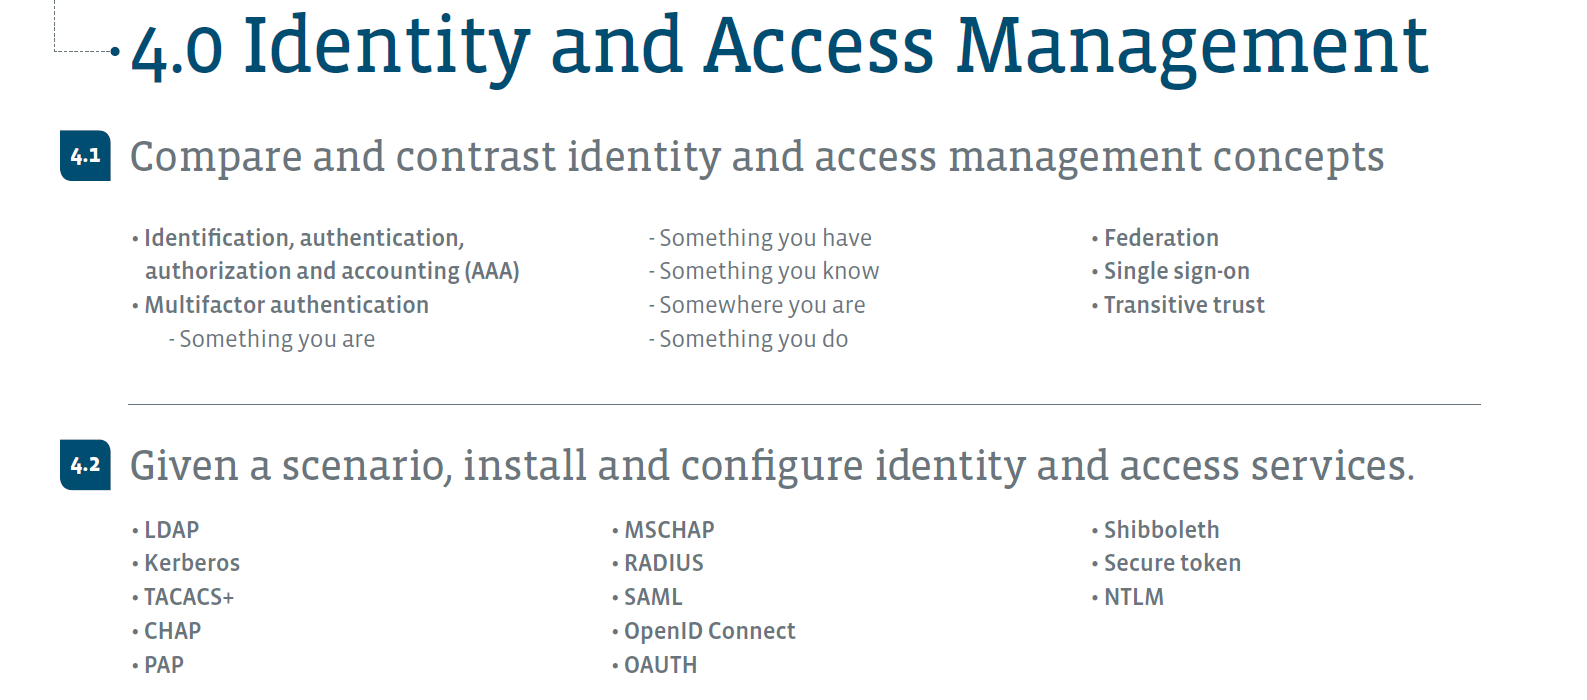 4.0 Identity and Access Management
4.1 Compare and contrast identity and access management concepts
• Identification, authentication,
authorization and accounting (AAA)
• Multifactor authentication
- Something you are
- Something you have
- Something you know
- Somewhere you are
- Something you do
• Federation
• Single sign-on
• Transitive trust
4.2 Given a scenario, install and configure identity and access services.
• LDAP
• Kerberos
• TACACS+
• CHAP
• PAP
• MSCHAP
• RADIUS
• SAML
• OpenID Connect
• OAUTH
• Shibboleth
• Secure token
• NTLM